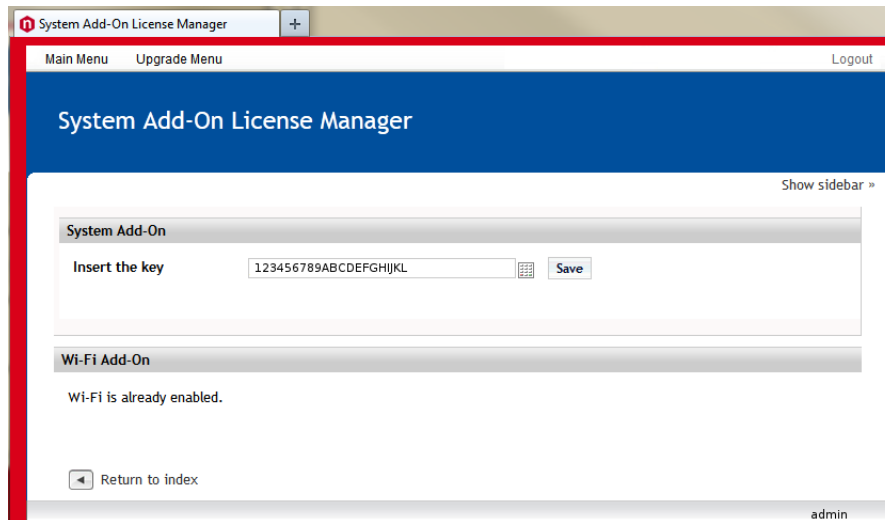 System Add-On License Manager
+
Main Menu Upgrade Menu Logout
System Add-On License Manager
Show sidebar »
System Add-On
Insert the key 123456789ABCDEFGHIJKL Save
Wi-Fi Add-On
Wi-Fi is already enabled.
Return to index
admin